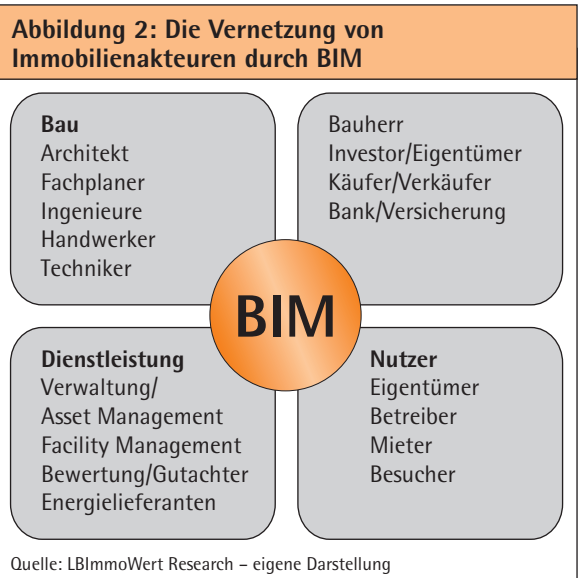 Abbildung 2: Die Vernetzung von
Immobilienakteuren durch BIM
Bau
Architekt
Fachplaner
Ingenieure
Handwerker
Techniker
Bauherr
Investor/Eigentümer
Käufer/Verkäufer
Bank/Versicherung
BIM
Dienstleistung
Verwaltung/
Asset Management
Facility Management
Bewertung/Gutachter
Energielieferanten
Nutzer
Eigentümer
Betreiber
Mieter
Besucher
Quelle: LBImmoWert Research – eigene Darstellung